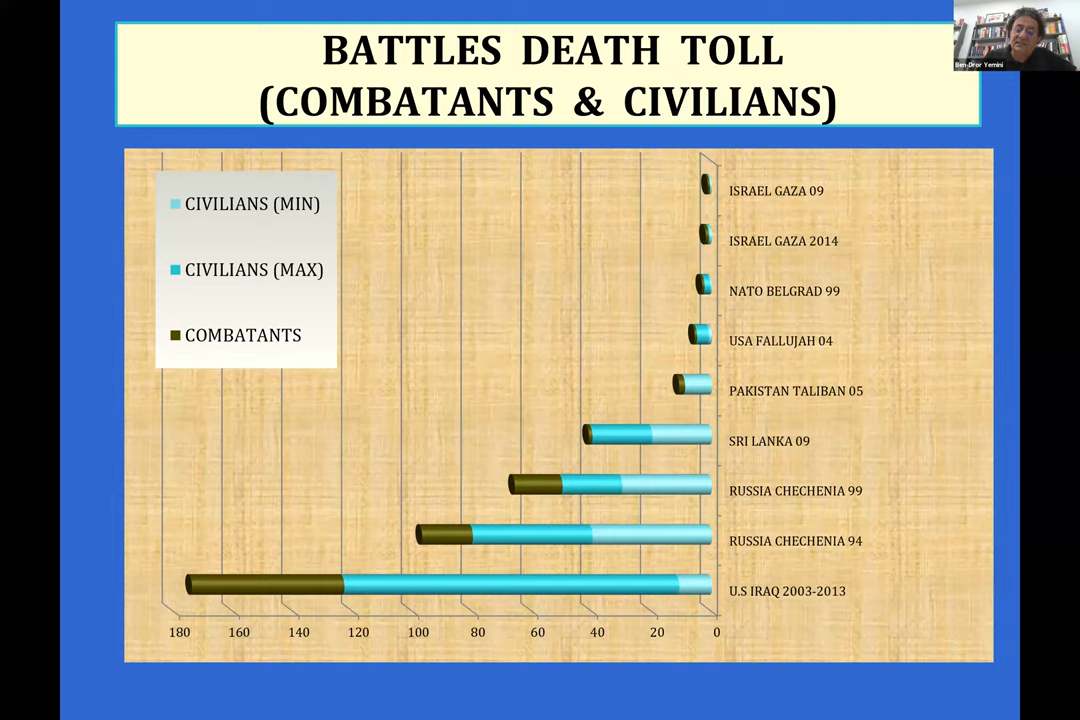 BATTLES DEATH TOLL
(COMBATANTS & CIVILIANS)
Ben-Dror Yemini
CIVILIANS (MIN)
CIVILIANS (MAX)
COMBATANTS
ISRAEL GAZA 09
ISRAEL GAZA 2014
NATO BELGRAD 99
USA FALLUJAH 04
PAKISTAN TALIBAN 05
SRI LANKA 09
RUSSIA CHECHENIA 99
RUSSIA CHECHENIA 94
U.S IRAQ 2003-2013
180 160 140 120 100 80 60 40 20 0